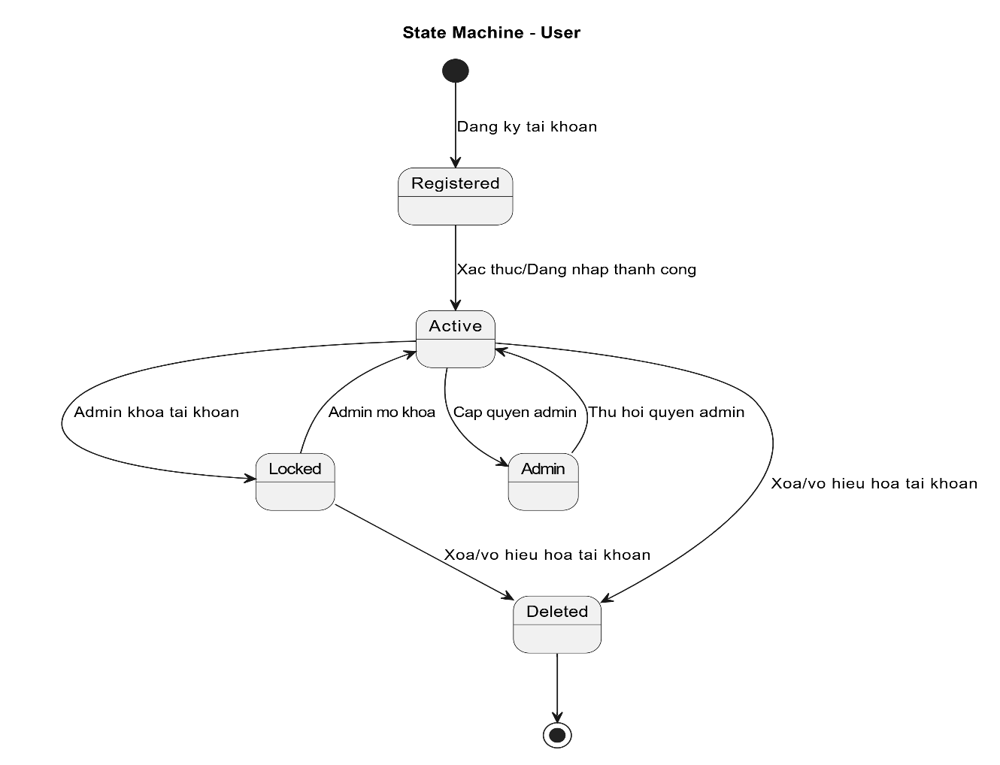 State Machine - User
Dang ky tai khoan
Registered
Xac thuc/Dang nhap thanh cong
Active
Admin khoa tai khoan
Admin mo khoa
Cap quyen admin
Thu hoi quyen admin
Locked
Admin
Xoa/vo hieu hoa tai khoan
Xoa/vo hieu hoa tai khoan
Deleted